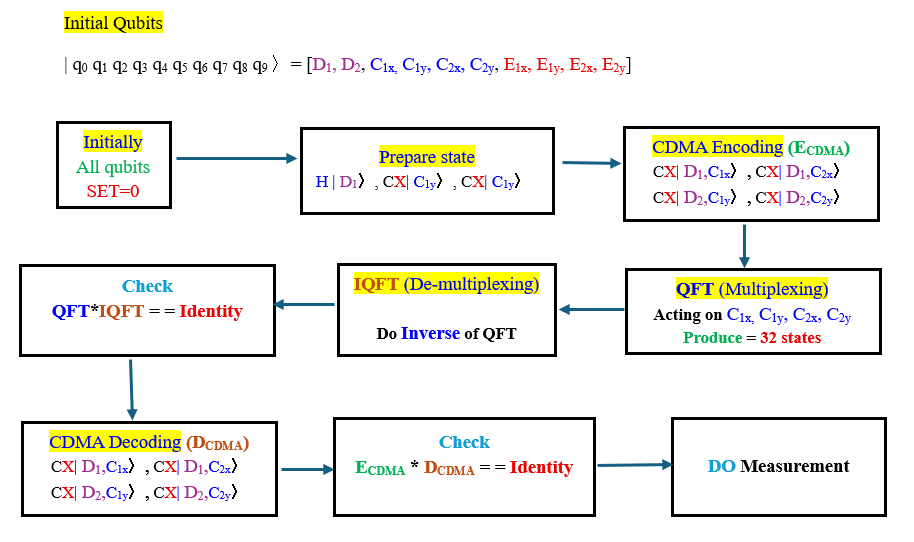 Initial Qubits
| q₀ q₁ q₂ q₃ q₄ q₅ q₆ q₇ q₈ q₉ 〉 = [D₁, D₂, C₁ₓ, C₁y, C₂ₓ, C₂y, E₁ₓ, E₁y, E₂ₓ, E₂y]
Initially
All qubits
SET=0
Prepare state
H | D₁〉 , CX| C₁y〉 , CX| C₁y〉
CDMA Encoding (ECDMA)
CX| D₁,C₁ₓ〉 , CX| D₁,C₂ₓ〉
CX| D₂,C₁y〉 , CX| D₂,C₂y〉
Check
QFT*IQFT = = Identity
IQFT (De-multiplexing)
Do Inverse of QFT
QFT (Multiplexing)
Acting on C₁ₓ, C₁y, C₂ₓ, C₂y
Produce = 32 states
CDMA Decoding (DCDMA)
CX| D₁,C₁ₓ〉 , CX| D₁,C₂ₓ〉
CX| D₂,C₁y〉 , CX| D₂,C₂y〉
Check
ECDMA * DCDMA = = Identity
DO Measurement